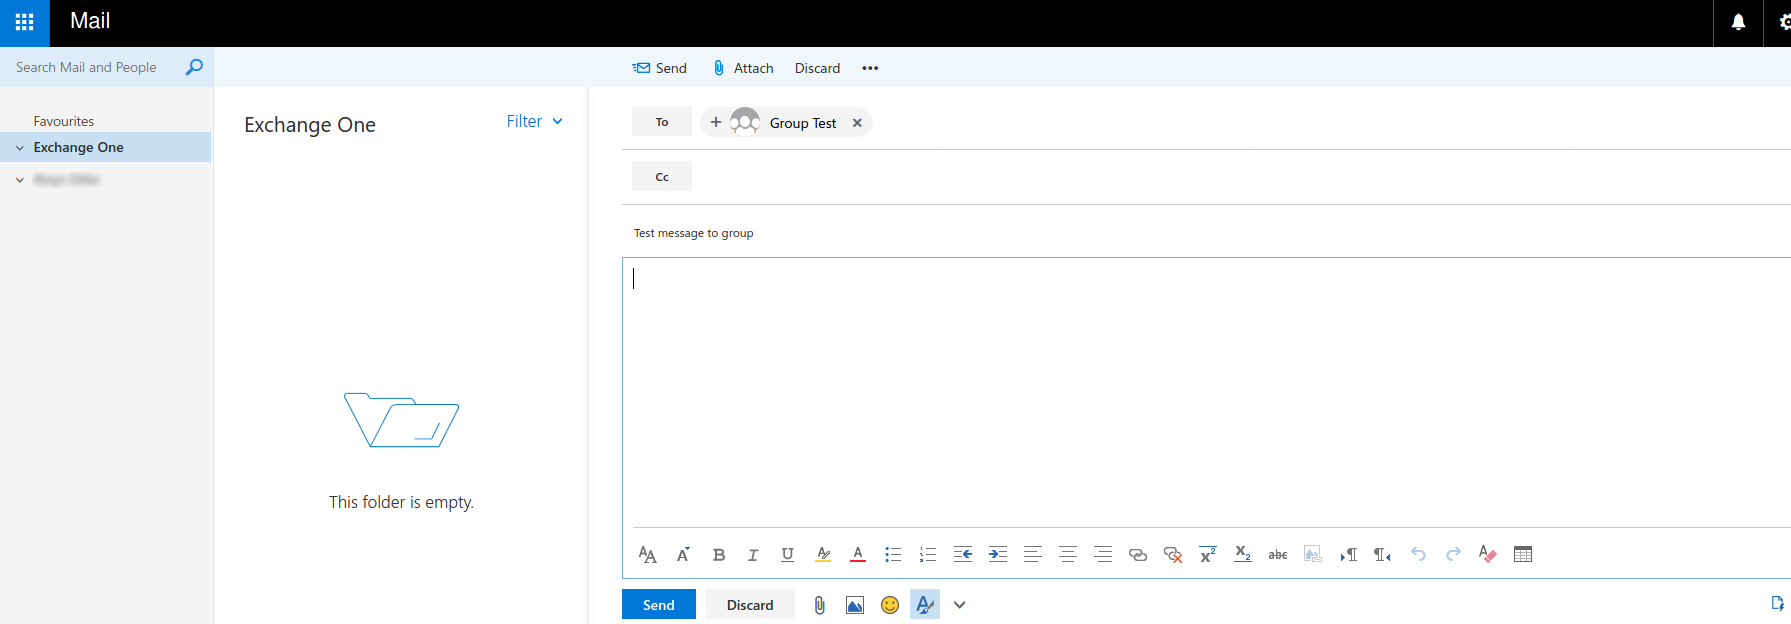 Mail
Search Mail and People
Send Attach Discard •••
Favourites
Exchange One
Exchange One
Filter
To
+ Group Test ×
Cc
Test message to group
This folder is empty.
Send
Discard